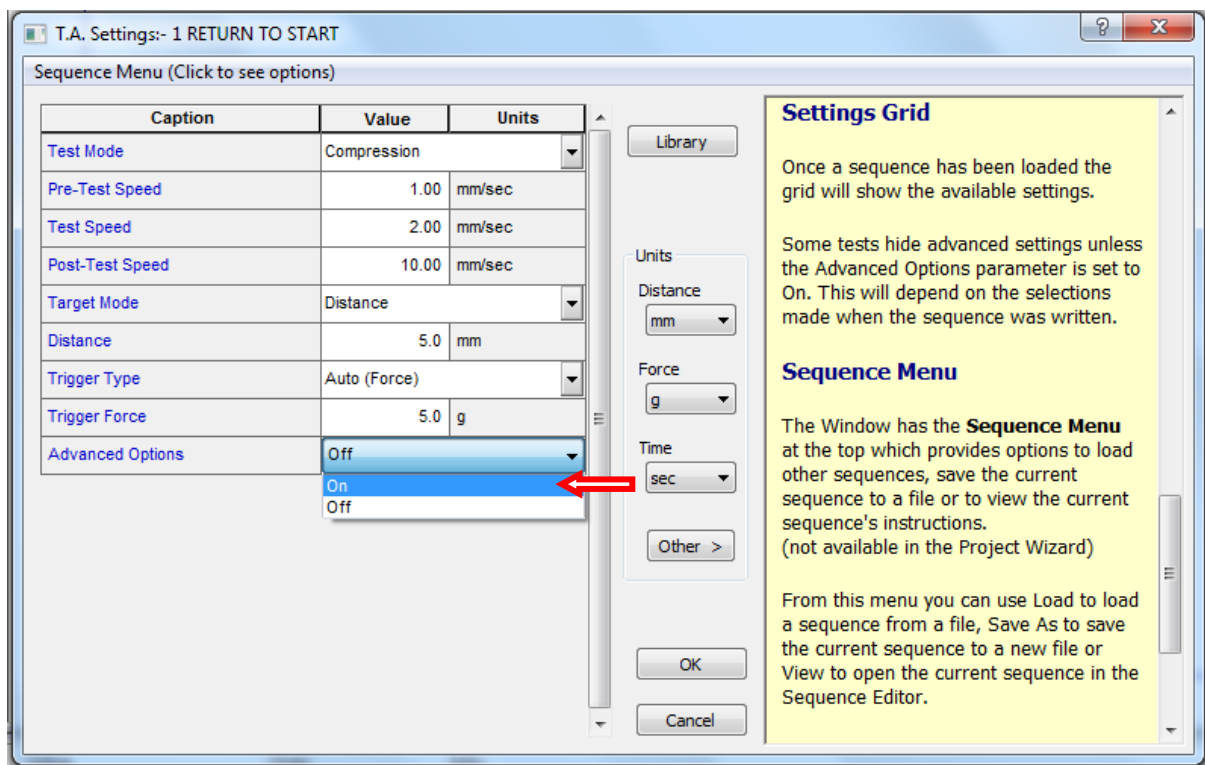 T.A. Settings:- 1 RETURN TO START
Sequence Menu (Click to see options)
Caption Value Units
Test Mode Compression
Pre-Test Speed 1.00 mm/sec
Test Speed 2.00 mm/sec
Post-Test Speed 10.00 mm/sec
Target Mode Distance
Distance 5.0 mm
Trigger Type Auto (Force)
Trigger Force 5.0 g
Advanced Options Off
On
Off
Library
Units
Distance
mm
Force
g
Time
sec
Other >
OK
Cancel
Settings Grid
Once a sequence has been loaded the
grid will show the available settings.
Some tests hide advanced settings unless
the Advanced Options parameter is set to
On. This will depend on the selections
made when the sequence was written.
Sequence Menu
The Window has the Sequence Menu
at the top which provides options to load
other sequences, save the current
sequence to a file or to view the current
sequence's instructions.
(not available in the Project Wizard)
From this menu you can use Load to load
a sequence from a file, Save As to save
the current sequence to a new file or
View to open the current sequence in the
Sequence Editor.